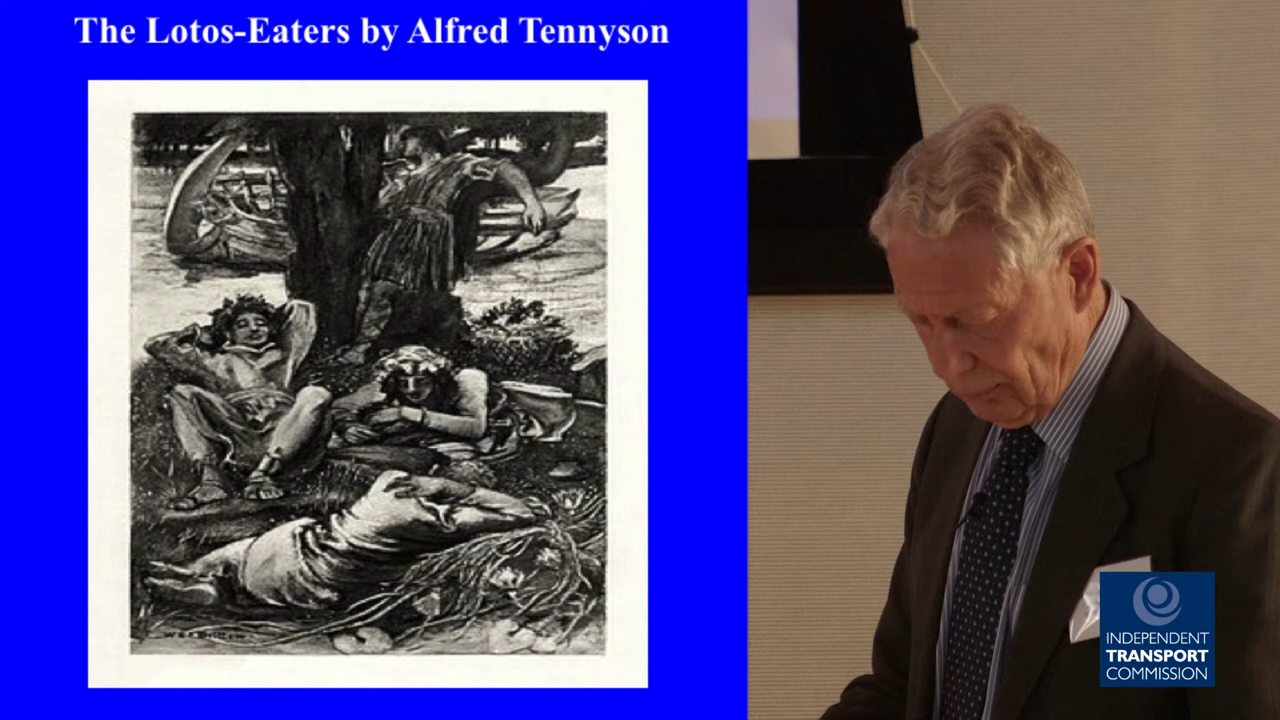 The Lotos-Eaters by Alfred Tennyson
INDEPENDENT
TRANSPORT
COMMISSION